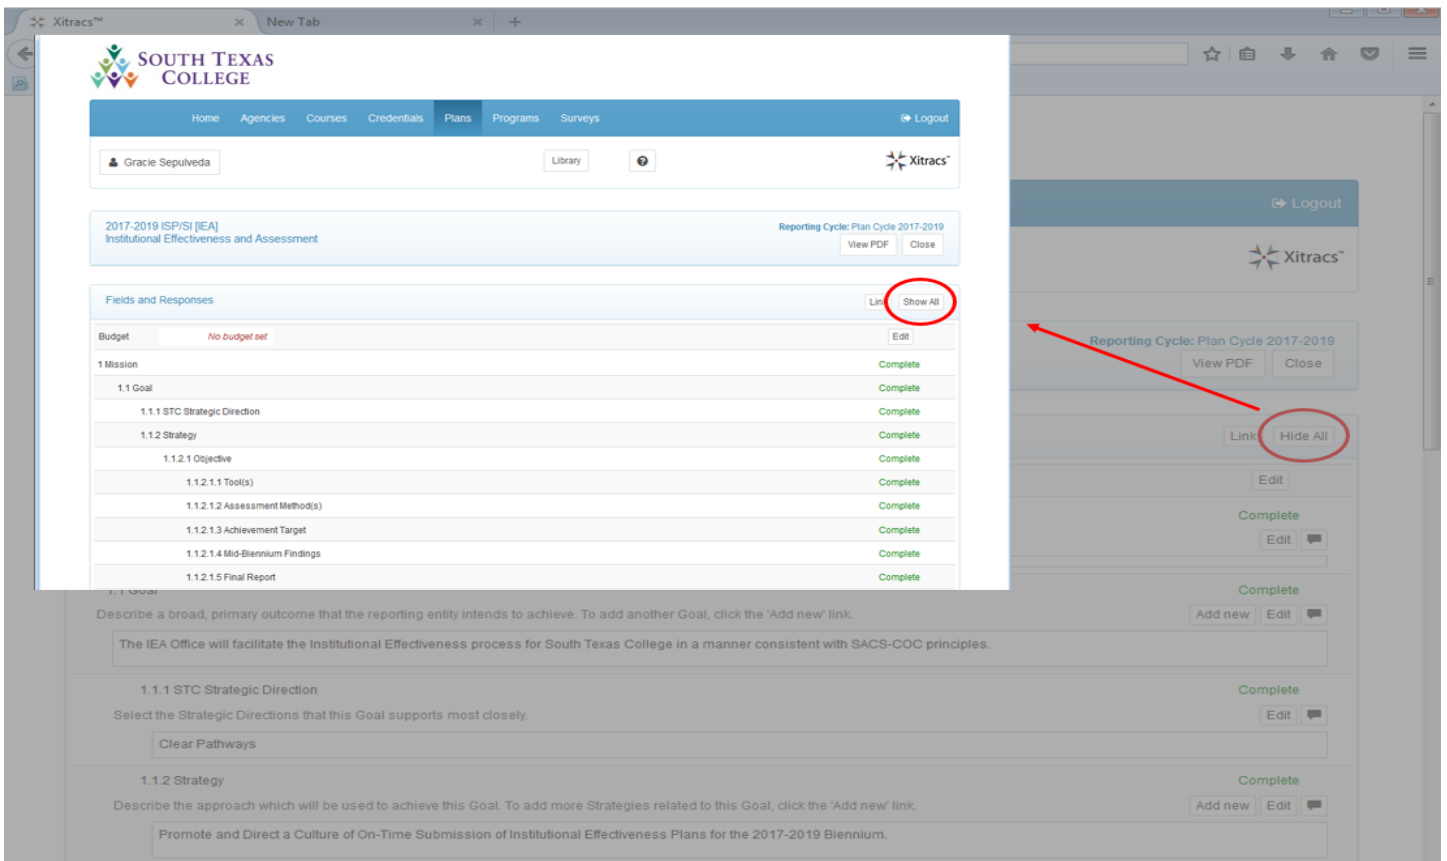 Xitracs™
New Tab
SOUTH TEXAS
COLLEGE
Home Agencies Courses Credentials Plans Programs Surveys Logout
Gracie Sepulveda Library Xitracs™
2017-2019 ISP/SI [IEA]
Institutional Effectiveness and Assessment
Reporting Cycle: Plan Cycle 2017-2019
View PDF Close
Fields and Responses Show All
Budget No budget set Edit
1 Mission Complete
1.1 Goal Complete
1.1.1 STC Strategic Direction Complete
1.1.2 Strategy Complete
1.1.2.1 Objective Complete
1.1.2.1.1 Tool(s) Complete
1.1.2.1.2 Assessment Method(s) Complete
1.1.2.1.3 Achievement Target Complete
1.1.2.1.4 Mid-Biennium Findings Complete
1.1.2.1.5 Final Report Complete
Logout
Xitracs™
Reporting Cycle: Plan Cycle 2017-2019
View PDF Close
Link Hide All
Edit
Complete
Edit
1.1 Goal Complete
Describe a broad, primary outcome that the reporting entity intends to achieve. To add another Goal, click the 'Add new' link. Add new Edit
The IEA Office will facilitate the Institutional Effectiveness process for South Texas College in a manner consistent with SACS-COC principles.
1.1.1 STC Strategic Direction Complete
Select the Strategic Directions that this Goal supports most closely. Edit
Clear Pathways
1.1.2 Strategy Complete
Describe the approach which will be used to achieve this Goal. To add more Strategies related to this Goal, click the 'Add new' link. Add new Edit
Promote and Direct a Culture of On-Time Submission of Institutional Effectiveness Plans for the 2017-2019 Biennium.